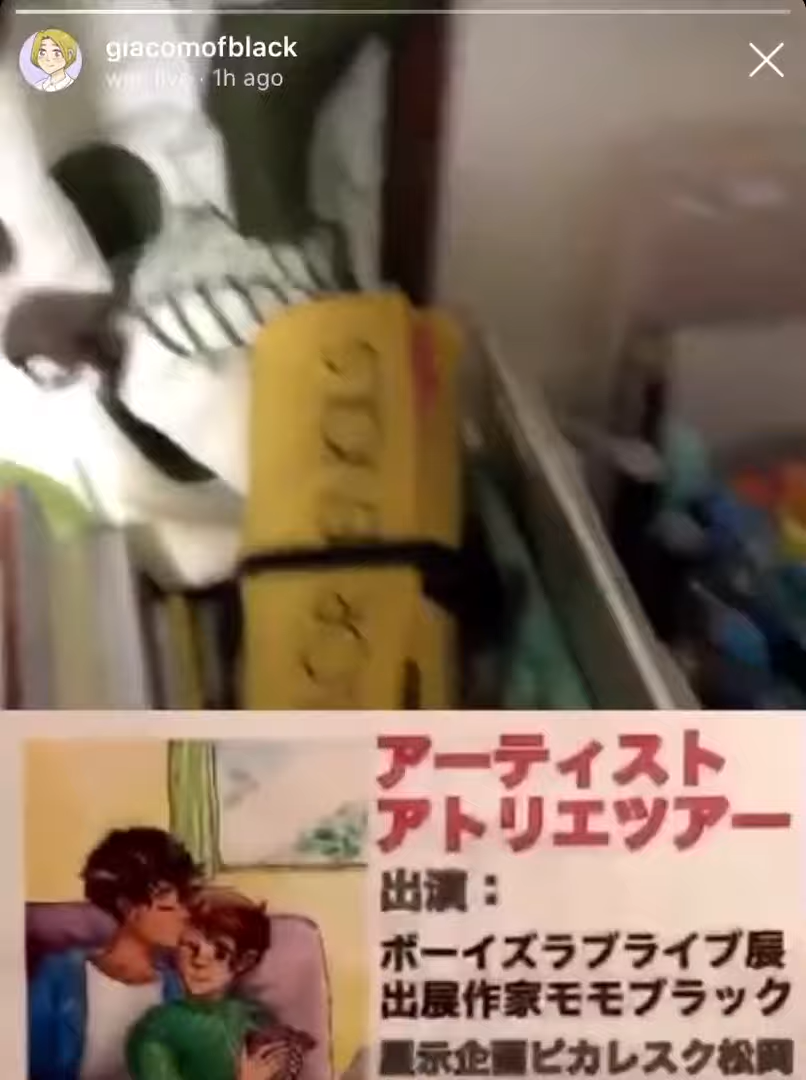 giacomofblack
was live · 1h ago
アーティスト
アトリエツアー
出演：
ボーイズラブライブ展
出展作家モモブラック
展示企画ピカレスク松岡